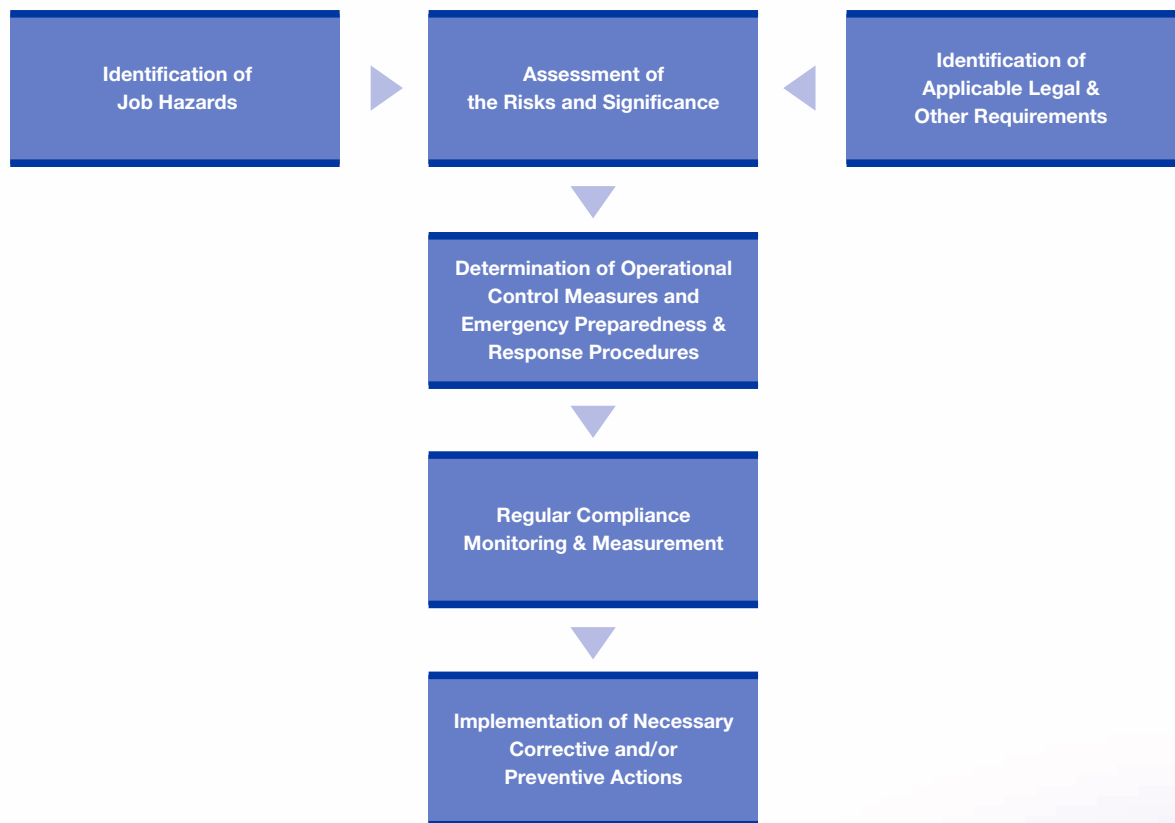 Identification of
Job Hazards
Assessment of
the Risks and Significance
Identification of
Applicable Legal &
Other Requirements
Determination of Operational
Control Measures and
Emergency Preparedness &
Response Procedures
Regular Compliance
Monitoring & Measurement
Implementation of Necessary
Corrective and/or
Preventive Actions